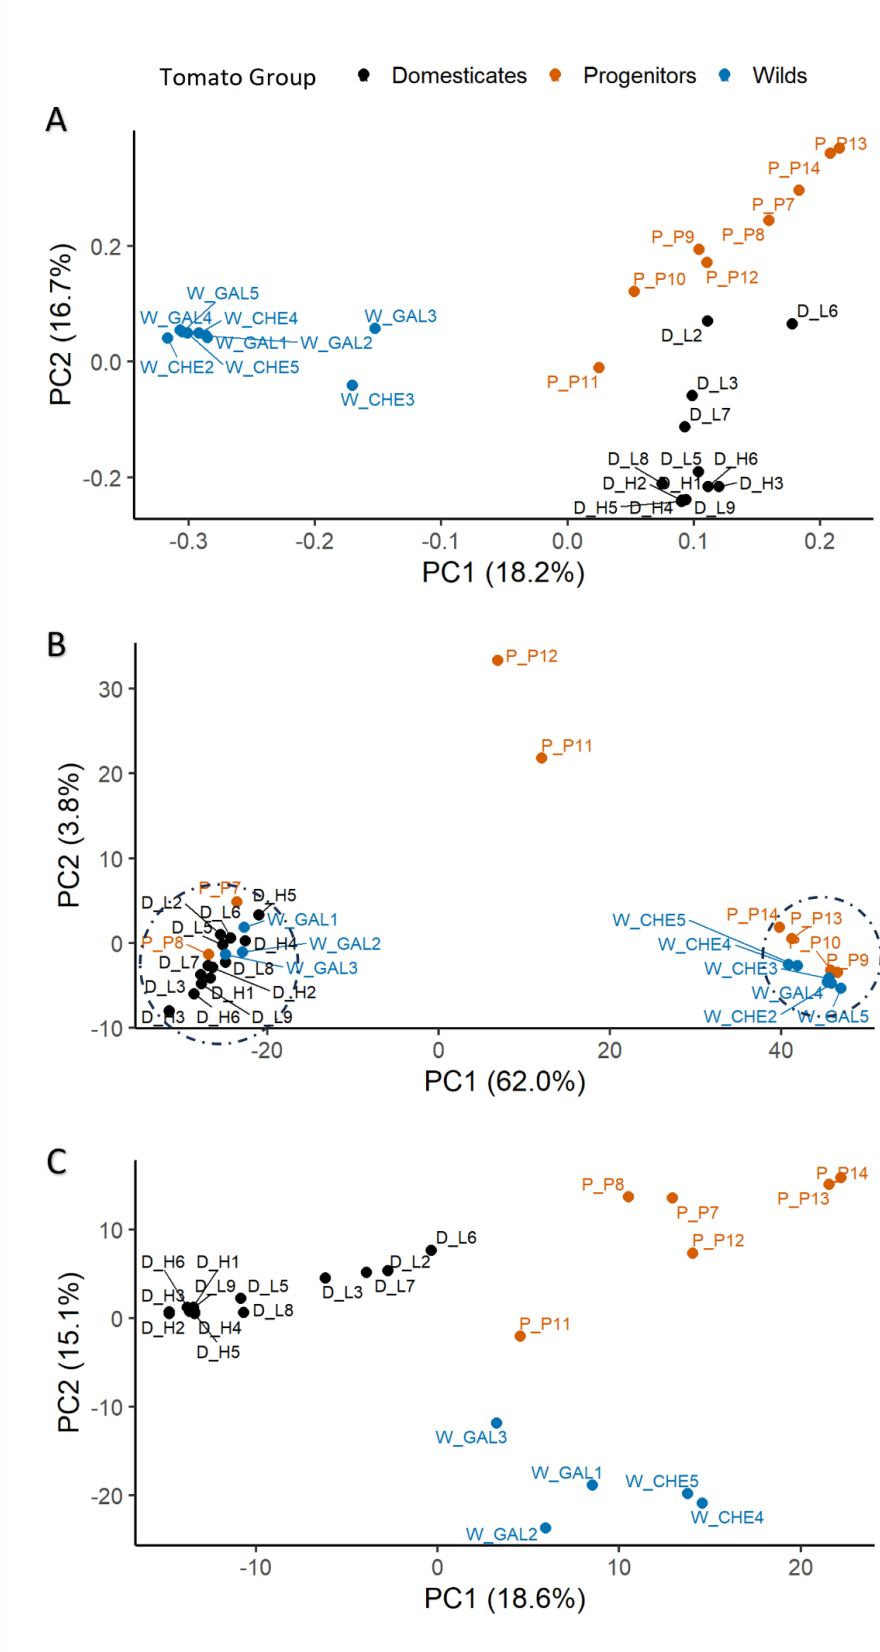 Tomato Group Domesticates Progenitors Wilds
A
P_P13
P_P14
P_P7
P_P9 P_P8
P_P10 P_P12
W_GAL5
W_GAL4 W_CHE4 W_GAL3 D_L6
W_GAL1 W_GAL2 D_L2
W_CHE2 W_CHE5
P_P11 D_L3
W_CHE3
D_L7
D_L8 D_L5 D_H6
D_H2 D_H1 D_H3
D_H5 D_H4 D_L9
0.2
0.0
-0.2
PC2 (16.7%)
-0.3 -0.2 -0.1 0.0 0.1 0.2
PC1 (18.2%)
B
P_P12
P_P11
P_P7
D_L2 D_H5
D_L6 W_GAL1
D_L5
P_P8 D_H4 W_GAL2
D_L7 D_L8 W_GAL3
D_L3 D_H1 D_H2
D_H3 D_H6 D_L9
W_CHE5 P_P14 P_P13
W_CHE4 P_P10
W_CHE3 P_P9
W_GAL4
W_CHE2 W_GAL5
30
20
10
0
-10
PC2 (3.8%)
-20 0 20 40
PC1 (62.0%)
C
P_P8 P_P14
P_P13
P_P7
P_P12
D_L6
D_H6 D_H1 D_L2
D_H3 D_L9 D_L5 D_L3 D_L7
D_H2 D_H4 D_L8
D_H5
P_P11
W_GAL3
W_GAL1 W_CHE5
W_CHE4
W_GAL2
10
0
-10
-20
PC2 (15.1%)
-10 0 10 20
PC1 (18.6%)